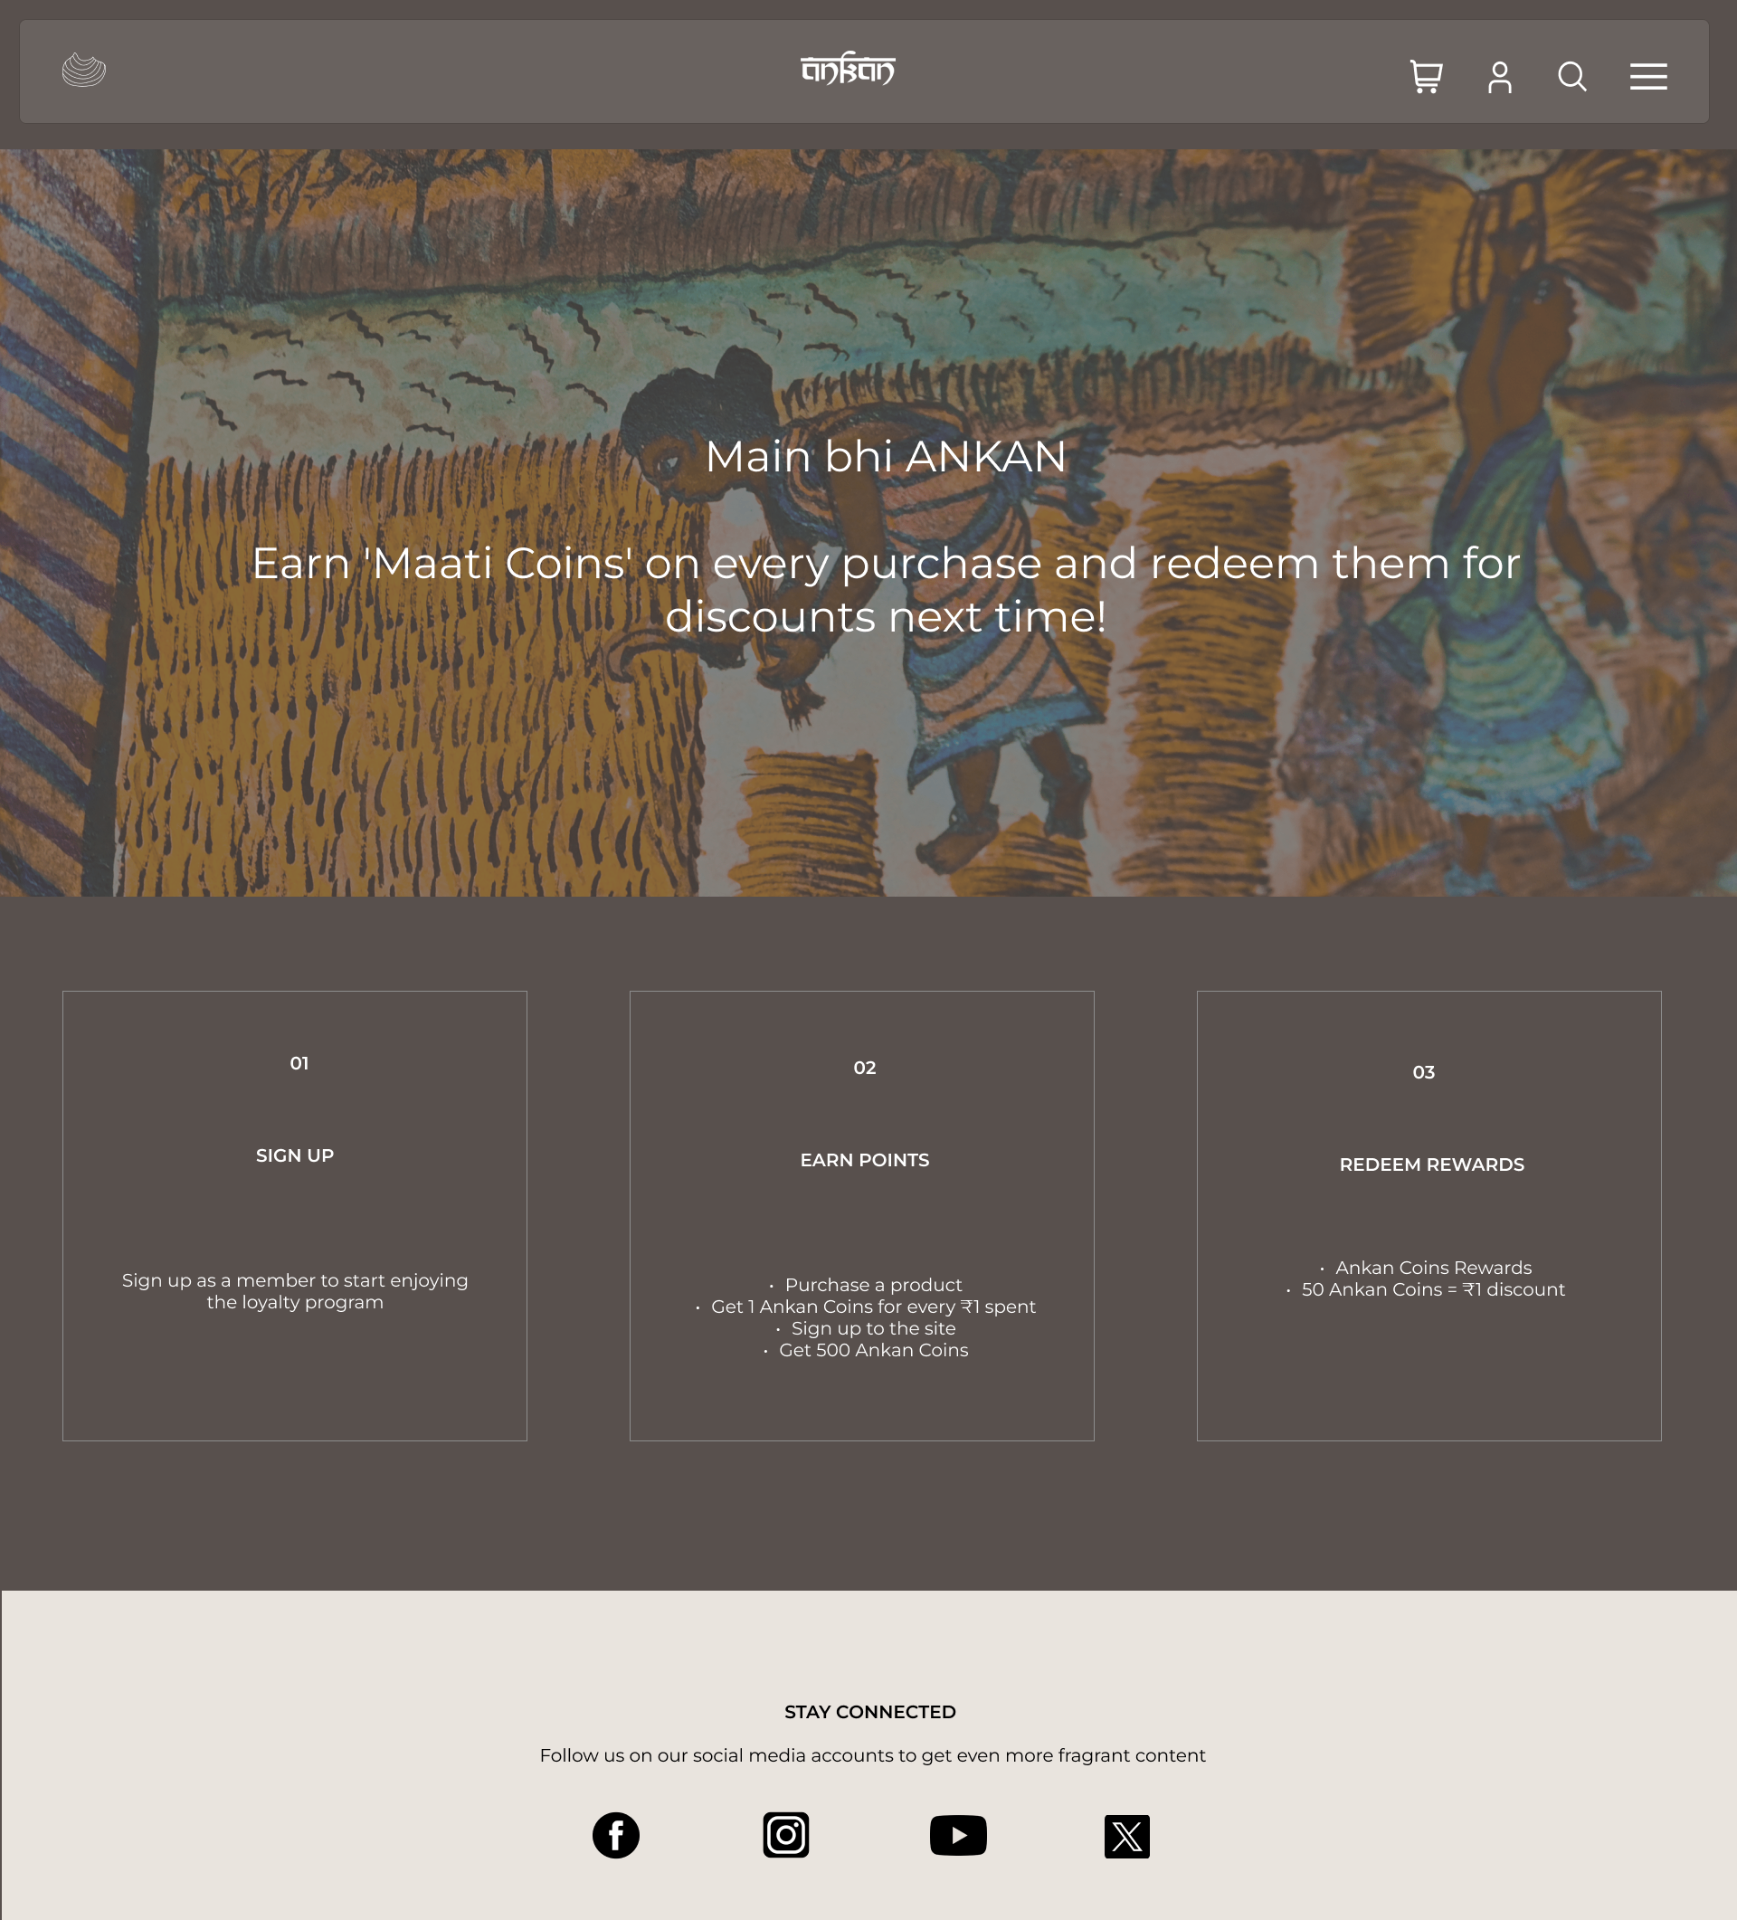 ankan
Main bhi ANKAN
Earn 'Maati Coins' on every purchase and redeem them for
discounts next time!
01
SIGN UP
Sign up as a member to start enjoying
the loyalty program
02
EARN POINTS
• Purchase a product
• Get 1 Ankan Coins for every ₹1 spent
• Sign up to the site
• Get 500 Ankan Coins
03
REDEEM REWARDS
• Ankan Coins Rewards
• 50 Ankan Coins = ₹1 discount
STAY CONNECTED
Follow us on our social media accounts to get even more fragrant content